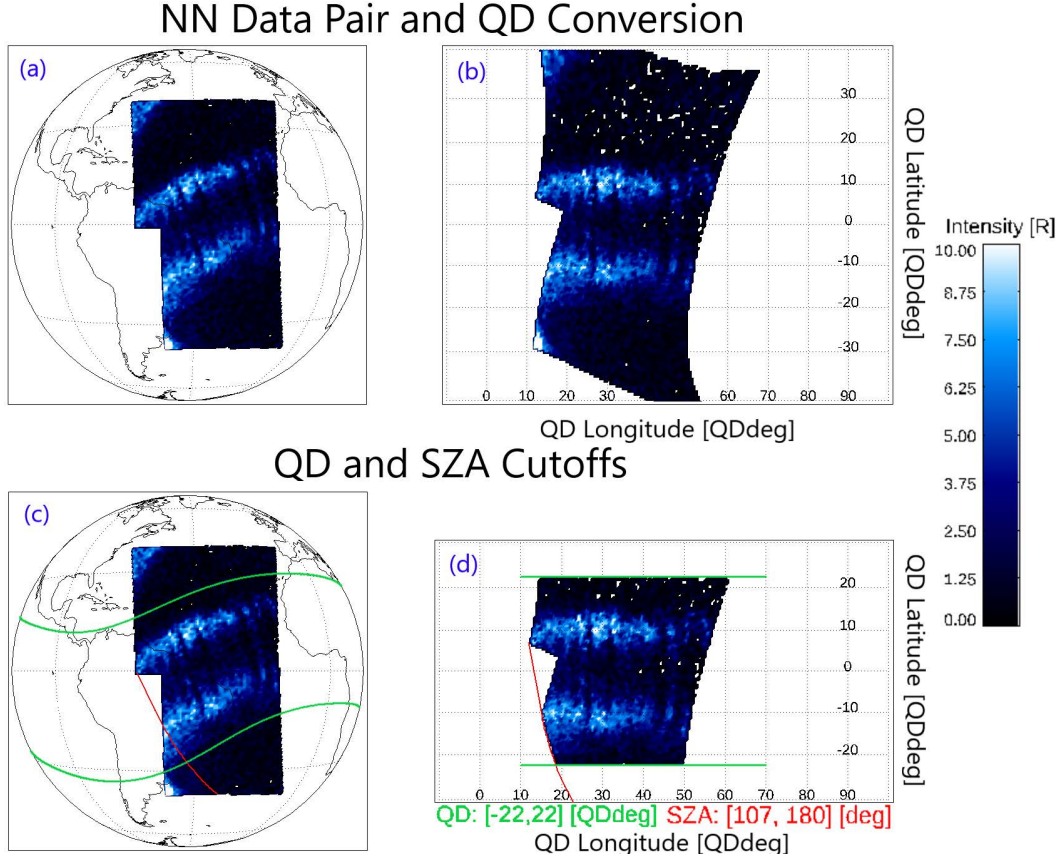 NN Data Pair and QD Conversion
(a)
(b)
30
20
10
0
-10
-20
-30
QD Latitude [QDdeg]
0 10 20 30 40 50 60 70 80 90
QD Longitude [QDdeg]
Intensity [R]
10.00
8.75
7.50
6.25
5.00
3.75
2.50
1.25
0.00
QD and SZA Cutoffs
(c)
(d)
20
10
0
-10
-20
QD Latitude [QDdeg]
0 10 20 30 40 50 60 70 80 90
QD: [-22,22] [QDdeg] SZA: [107, 180] [deg]
QD Longitude [QDdeg]